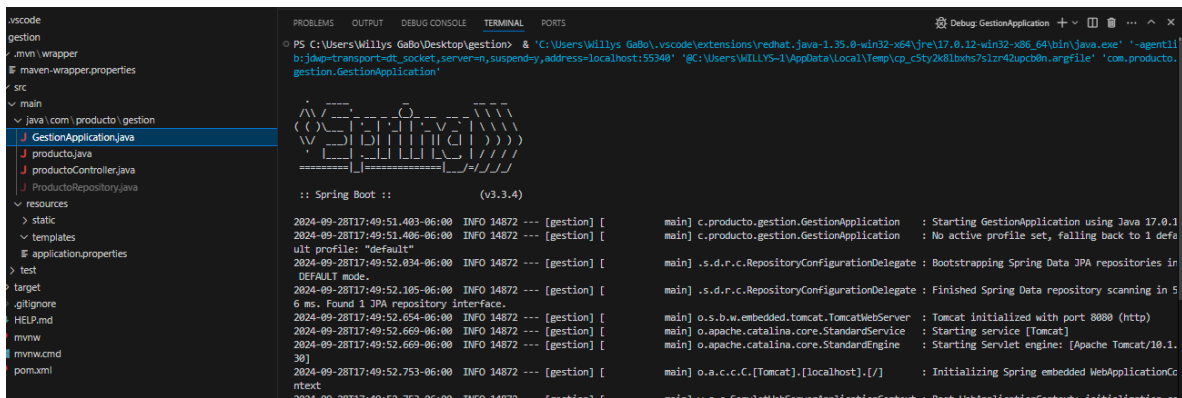 .vscode
gestion
.mvn \ wrapper
maven-wrapper.properties
src
main
java \ com \ producto \ gestion
J GestionApplication.java
J producto.java
J productoController.java
J ProductoRepository.java
resources
static
templates
application.properties
test
target
.gitignore
HELP.md
mvnw
mvnw.cmd
pom.xml
PROBLEMS OUTPUT DEBUG CONSOLE TERMINAL PORTS
Debug: GestionApplication
PS C:\Users\Willys GaBo\Desktop\gestion> & 'C:\Users\Willys GaBo\.vscode\extensions\redhat.java-1.35.0-win32-x64\jre\17.0.12-win32-x86_64\bin\java.exe' '-agentli
b:jdwp=transport=dt_socket,server=n,suspend=y,address=localhost:55340' '@C:\Users\WILLYS~1\AppData\Local\Temp\cp_c5ty2k8lbxhs7slzr42upcb0n.argfile' 'com.producto.
gestion.GestionApplication'
:: Spring Boot :: (v3.3.4)
2024-09-28T17:49:51.403-06:00 INFO 14872 --- [gestion] [ main] c.producto.gestion.GestionApplication : Starting GestionApplication using Java 17.0.1
2024-09-28T17:49:51.406-06:00 INFO 14872 --- [gestion] [ main] c.producto.gestion.GestionApplication : No active profile set, falling back to 1 defa
ult profile: "default"
2024-09-28T17:49:52.034-06:00 INFO 14872 --- [gestion] [ main] .s.d.r.c.RepositoryConfigurationDelegate : Bootstrapping Spring Data JPA repositories in
DEFAULT mode.
2024-09-28T17:49:52.105-06:00 INFO 14872 --- [gestion] [ main] .s.d.r.c.RepositoryConfigurationDelegate : Finished Spring Data repository scanning in 5
6 ms. Found 1 JPA repository interface.
2024-09-28T17:49:52.654-06:00 INFO 14872 --- [gestion] [ main] o.s.b.w.embedded.tomcat.TomcatWebServer : Tomcat initialized with port 8080 (http)
2024-09-28T17:49:52.669-06:00 INFO 14872 --- [gestion] [ main] o.apache.catalina.core.StandardService : Starting service [Tomcat]
2024-09-28T17:49:52.669-06:00 INFO 14872 --- [gestion] [ main] o.apache.catalina.core.StandardEngine : Starting Servlet engine: [Apache Tomcat/10.1.
30]
2024-09-28T17:49:52.753-06:00 INFO 14872 --- [gestion] [ main] o.a.c.c.C.[Tomcat].[localhost].[/] : Initializing Spring embedded WebApplicationCo
ntext